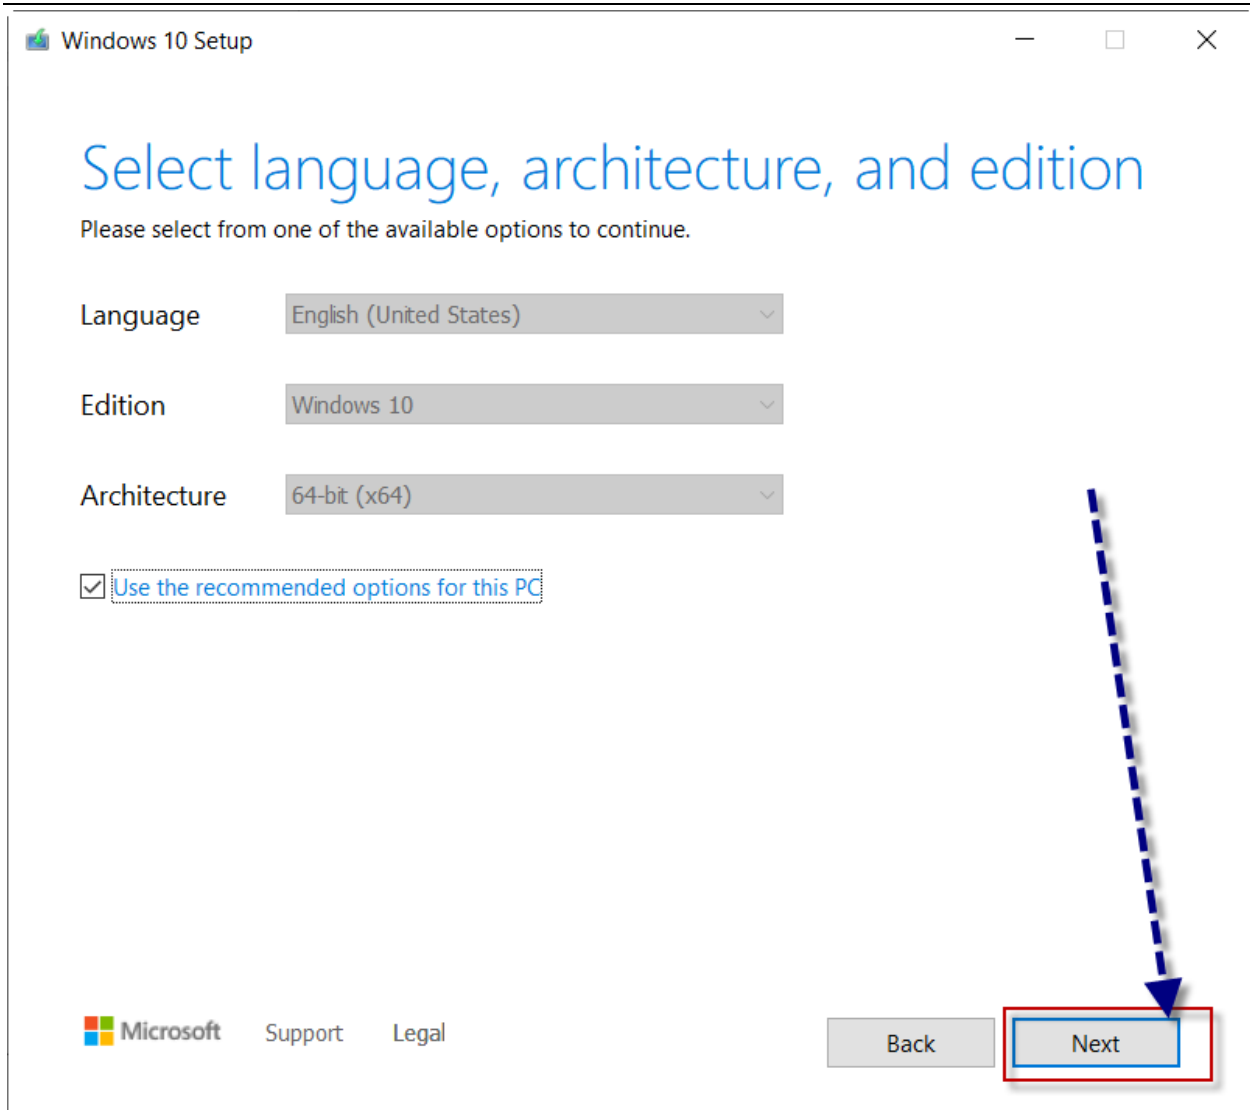 Windows 10 Setup
Select language, architecture, and edition
Please select from one of the available options to continue.
Language English (United States)
Edition Windows 10
Architecture 64-bit (x64)
Use the recommended options for this PC
Microsoft Support Legal Back Next